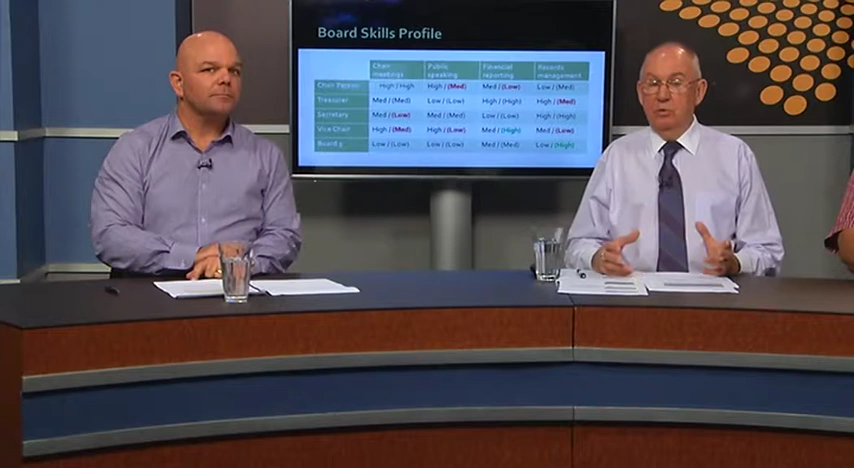 Board Skills Profile
Chair meetings Public speaking Financial reporting Records management
Chair Person High / High High / (Med) Med / (Low) Low / (Med)
Treasurer Med / (Med) Low / (Low) High / (High) High / (Med)
Secretary Med / (Low) Med / (Med) Low / (Low) High / (High)
Vice Chair High / (Med) High / (Low) Med / (High) Med / (Low)
Board 5 Low / (Low) Low / (Low) Med / (Med) Low / (High)